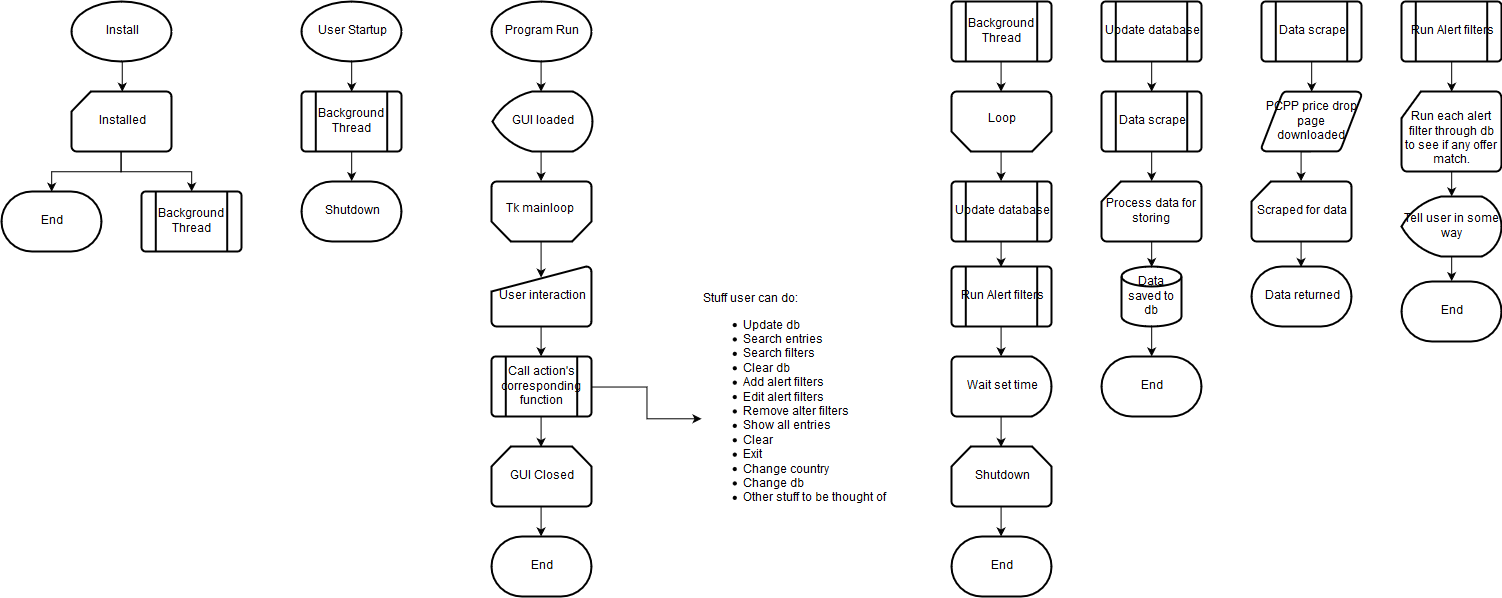 Install
Installed
End
Background
Thread
User Startup
Background
Thread
Shutdown
Program Run
GUI loaded
Tk mainloop
User interaction
Call action's
corresponding
function
GUI Closed
End
Stuff user can do:
Update db
Search entries
Search filters
Clear db
Add alert filters
Edit alert filters
Remove alter filters
Show all entries
Clear
Exit
Change country
Change db
Other stuff to be thought of
Background
Thread
Loop
Update database
Run Alert filters
Wait set time
Shutdown
End
Update database
Data scrape
Process data for
storing
Data
saved to
db
End
Data scrape
PCPP price drop
page
downloaded
Scraped for data
Data returned
Run Alert filters
Run each alert
filter through db
to see if any offer
match.
Tell user in some
way
End